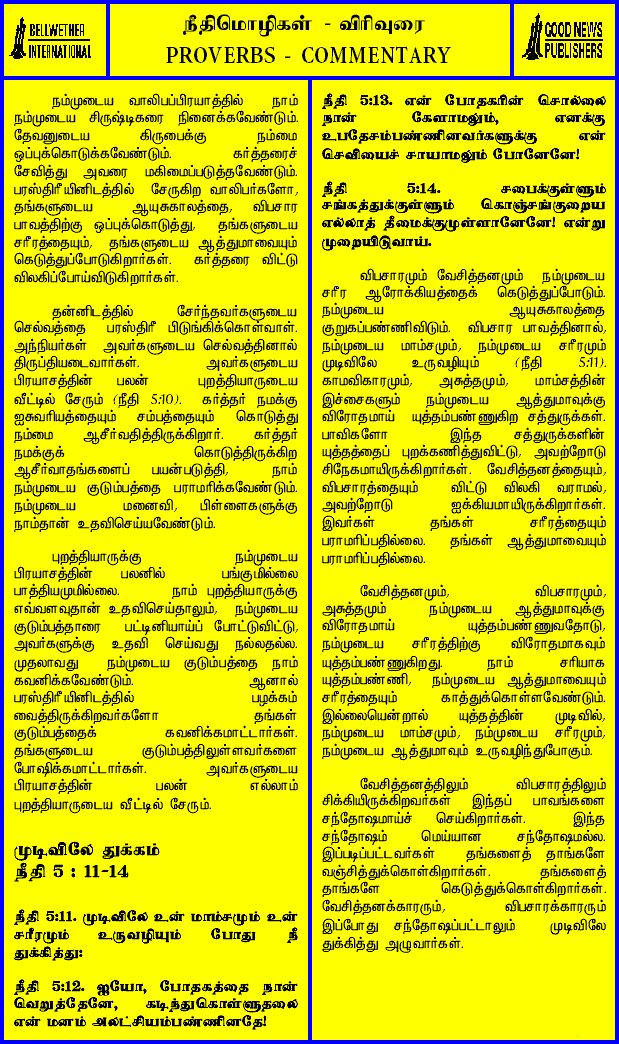 BELLWETHER
INTERNATIONAL
நீதிமொழிகள் - விரிவுரை
PROVERBS - COMMENTARY
GOOD NEWS
PUBLISHERS
நம்முடைய வாலிபப்பிரயாத்தில் நாம்
நம்முடைய சிருஷ்டிகரை நினைக்கவேண்டும்.
தேவனுடைய கிருபைக்கு நம்மை
ஒப்புக்கொடுக்கவேண்டும். கர்த்தரைச்
சேவித்து அவரை மகிமைப்படுத்தவேண்டும்.
பரஸ்திரீயினிடத்தில் சேருகிற வாலிபர்களோ,
தங்களுடைய ஆயுசுகாலத்தை, விபசார
பாவத்திற்கு ஒப்புக்கொடுத்து, தங்களுடைய
சரீரத்தையும், தங்களுடைய ஆத்துமாவையும்
கெடுத்துப்போடுகிறார்கள். கர்த்தரை விட்டு
விலகிப்போய்விடுகிறார்கள்.
தன்னிடத்தில் சேர்ந்தவர்களுடைய
செல்வத்தை பரஸ்திரீ பிடுங்கிக்கொள்வாள்.
அந்நியர்கள் அவர்களுடைய செல்வத்தினால்
திருப்தியடைவார்கள். அவர்களுடைய
பிரயாசத்தின் பலன் புறத்தியாருடைய
வீட்டில் சேரும் (நீதி 5:10). கர்த்தர் நமக்கு
ஐசுவரியத்தையும் சம்பத்தையும் கொடுத்து
நம்மை ஆசீர்வதித்திருக்கிறார். கர்த்தர்
நமக்குக் கொடுத்திருக்கிற
ஆசீர்வாதங்களைப் பயன்படுத்தி, நாம்
நம்முடைய குடும்பத்தை பராமரிக்கவேண்டும்.
நம்முடைய மனைவி, பிள்ளைகளுக்கு
நாம்தான் உதவிசெய்யவேண்டும்.
புறத்தியாருக்கு நம்முடைய
பிரயாசத்தின் பலனில் பங்குமில்லை
பாத்தியமுமில்லை. நாம் புறத்தியாருக்கு
எவ்வளவுதான் உதவிசெய்தாலும், நம்முடைய
குடும்பத்தாரை பட்டினியாய்ப் போட்டுவிட்டு,
அவர்களுக்கு உதவி செய்வது நல்லதல்ல.
முதலாவது நம்முடைய குடும்பத்தை நாம்
கவனிக்கவேண்டும். ஆனால்
பரஸ்திரீயினிடத்தில் பழக்கம்
வைத்திருக்கிறவர்களோ தங்கள்
குடும்பத்தைக் கவனிக்கமாட்டார்கள்.
தங்களுடைய குடும்பத்திலுள்ளவர்களை
போஷிக்கமாட்டார்கள். அவர்களுடைய
பிரயாசத்தின் பலன் எல்லாம்
புறத்தியாருடைய வீட்டில் சேரும்.
முடிவிலே துக்கம்
நீதி 5 : 11-14
நீதி 5:11. முடிவிலே உன் மாம்சமும் உன்
சரீரமும் உருவழியும் போது நீ
துக்கித்து:
நீதி 5:12. ஐயோ, போதகத்தை நான்
வெறுத்தேனே, கடிந்துகொள்ளுதலை
என் மனம் அலட்சியம்பண்ணினதே!
நீதி 5:13. என் போதகரின் சொல்லை
நான் கேளாமலும், எனக்கு
உபதேசம்பண்ணினவர்களுக்கு என்
செவியைச் சாயாமலும் போனேனே!
நீதி 5:14. சபைக்குள்ளும்
சங்கத்துக்குள்ளும் கொஞ்சங்குறைய
எல்லாத் தீமைக்குமுள்ளானேனே! என்று
முறையிடுவாய்.
விபசாரமும் வேசித்தனமும் நம்முடைய
சரீர ஆரோக்கியத்தைக் கெடுத்துப்போடும்.
நம்முடைய ஆயுசுகாலத்தை
குறுகப்பண்ணிவிடும். விபசார பாவத்தினால்,
நம்முடைய மாம்சமும், நம்முடைய சரீரமும்
முடிவிலே உருவழியும் (நீதி 5:11).
காமவிகாரமும், அசுத்தமும், மாம்சத்தின்
இச்சைகளும் நம்முடைய ஆத்துமாவுக்கு
விரோதமாய் யுத்தம்பண்ணுகிற சத்துருக்கள்.
பாவிகளோ இந்த சத்துருக்களின்
யுத்தத்தைப் புறக்கணித்துவிட்டு, அவற்றோடு
சிநேகமாயிருக்கிறார்கள். வேசித்தனத்தையும்,
விபசாரத்தையும் விட்டு விலகி வராமல்,
அவற்றோடு ஐக்கியமாயிருக்கிறார்கள்.
இவர்கள் தங்கள் சரீரத்தையும்
பராமரிப்பதில்லை. தங்கள் ஆத்துமாவையும்
பராமரிப்பதில்லை.
வேசித்தனமும், விபசாரமும்,
அசுத்தமும் நம்முடைய ஆத்துமாவுக்கு
விரோதமாய் யுத்தம்பண்ணுவதோடு,
நம்முடைய சரீரத்திற்கு விரோதமாகவும்
யுத்தம்பண்ணுகிறது. நாம் சரியாக
யுத்தம்பண்ணி, நம்முடைய ஆத்துமாவையும்
சரீரத்தையும் காத்துக்கொள்ளவேண்டும்.
இல்லையென்றால் யுத்தத்தின் முடிவில்,
நம்முடைய மாம்சமும், நம்முடைய சரீரமும்,
நம்முடைய ஆத்துமாவும் உருவழிந்துபோகும்.
வேசித்தனத்திலும் விபசாரத்திலும்
சிக்கியிருக்கிறவர்கள் இந்தப் பாவங்களை
சந்தோஷமாய்ச் செய்கிறார்கள். இந்த
சந்தோஷம் மெய்யான சந்தோஷமல்ல.
இப்படிப்பட்டவர்கள் தங்களைத் தாங்களே
வஞ்சித்துக்கொள்கிறார்கள். தங்களைத்
தாங்களே கெடுத்துக்கொள்கிறார்கள்.
வேசித்தனக்காரரும், விபசாரக்காரரும்
இப்போது சந்தோஷப்பட்டாலும் முடிவிலே
துக்கித்து அழுவார்கள்.